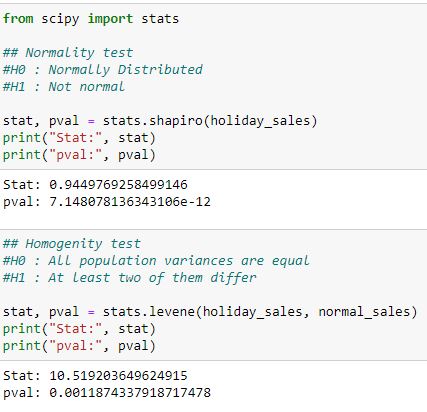 from scipy import stats
## Normality test
#H0 : Normally Distributed
#H1 : Not normal
stat, pval = stats.shapiro(holiday_sales)
print("Stat:", stat)
print("pval:", pval)
Stat: 0.9449769258499146
pval: 7.148078136343106e-12
## Homogenity test
#H0 : All population variances are equal
#H1 : At least two of them differ
stat, pval = stats.levene(holiday_sales, normal_sales)
print("Stat:", stat)
print("pval:", pval)
Stat: 10.519203649624915
pval: 0.0011874337918717478